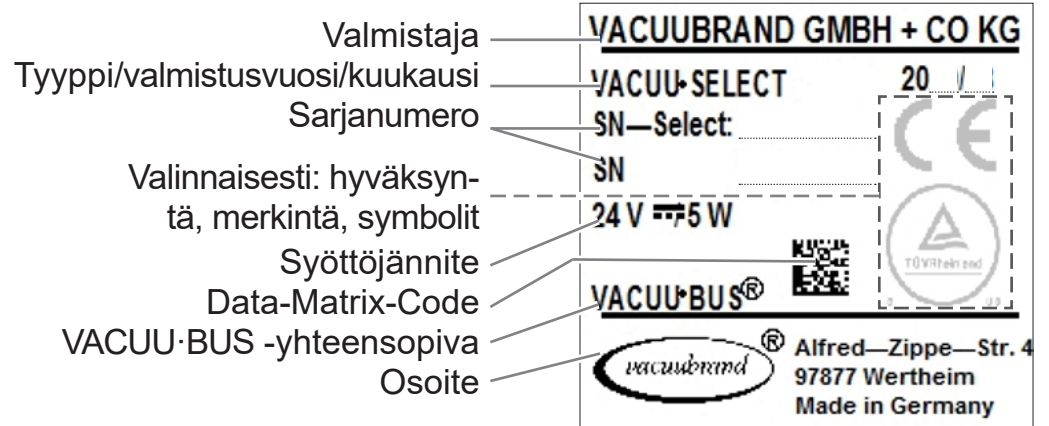 Valmistaja
Tyyppi/valmistusvuosi/kuukausi
Sarjanumero
Valinnaisesti: hyväksyn-
tä, merkintä, symbolit
Syöttöjännite
Data-Matrix-Code
VACUU·BUS -yhteensopiva
Osoite
VACUUBRAND GMBH + CO KG
VACUU·SELECT 20 /
SN—Select:
SN
CE
24 V 5 W
TÜVRheinland
VACUU·BUS®
vacuubrand®
Alfred—Zippe—Str. 4
97877 Wertheim
Made in Germany